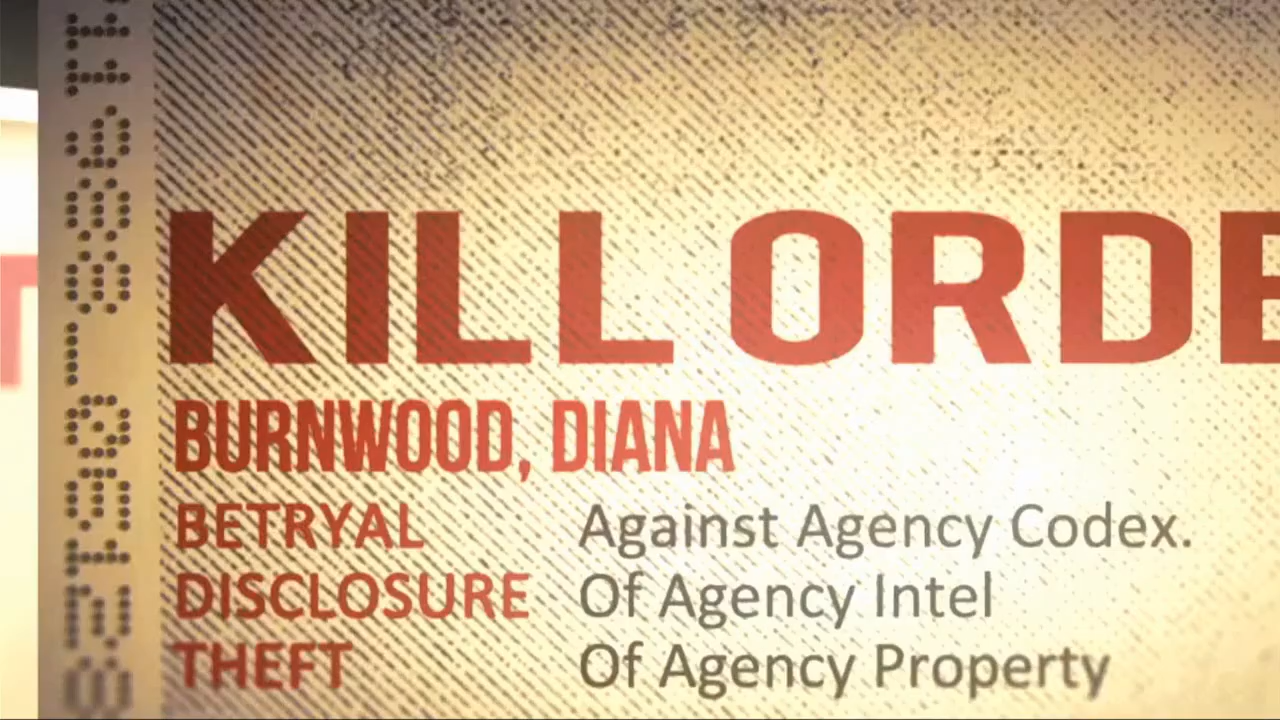 KILL ORDE
BURNWOOD, DIANA
BETRYAL Against Agency Codex.
DISCLOSURE Of Agency Intel
THEFT Of Agency Property